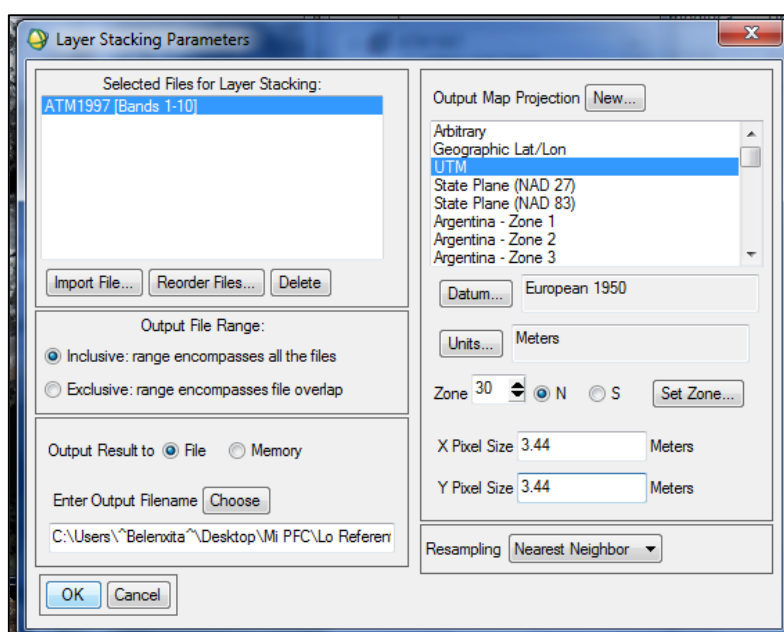 Layer Stacking Parameters
Selected Files for Layer Stacking:
ATM1997 [Bands 1-10]
Import File...
Reorder Files...
Delete
Output File Range:
Inclusive: range encompasses all the files
Exclusive: range encompasses file overlap
Output Result to
File
Memory
Enter Output Filename
Choose
C:\Users\^Belenxita^\Desktop\Mi PFC\Lo Referen
OK
Cancel
Output Map Projection
New...
Arbitrary
Geographic Lat/Lon
UTM
State Plane (NAD 27)
State Plane (NAD 83)
Argentina - Zone 1
Argentina - Zone 2
Argentina - Zone 3
Datum...
European 1950
Units...
Meters
Zone 30
N
S
Set Zone...
X Pixel Size 3.44 Meters
Y Pixel Size 3.44 Meters
Resampling
Nearest Neighbor